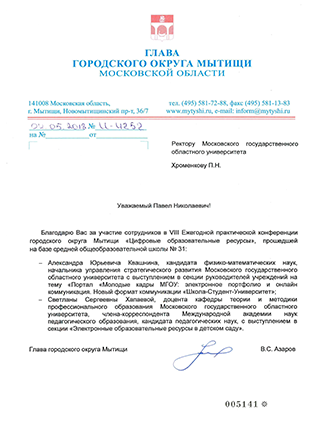 ГЛАВА
ГОРОДСКОГО ОКРУГА МЫТИЩИ
МОСКОВСКОЙ ОБЛАСТИ
141008 Московская область,
г. Мытищи, Новомытищинский пр-т, 36/7
тел. (495) 581-72-88, факс (495) 581-13-83
www.mytyshi.ru, e-mail: inform@mytyshi.ru
05.2018 № И-4252
на № от
Ректору Московского государственного
областного университета
Хроменкову П.Н.
Уважаемый Павел Николаевич!
Благодарю Вас за участие сотрудников в VIII Ежегодной практической конференции
городского округа Мытищи «Цифровые образовательные ресурсы», прошедшей
на базе средней общеобразовательной школы № 31:
– Александра Юрьевича Квашнина, кандидата физико-математических наук,
начальника управления стратегического развития Московского государственного
областного университета с выступлением в секции руководителей учреждений на
тему «Портал «Молодые кадры МГОУ: электронное портфолио и онлайн
коммуникация. Новый формат коммуникации «Школа-Студент-Университет»;
– Светланы Сергеевны Хапаевой, доцента кафедры теории и методики
профессионального образования Московского государственного областного
университета, члена-корреспондента Международной академии наук
педагогического образования, кандидата педагогических наук, с выступлением в
секции «Электронные образовательные ресурсы в детском саду».
Глава городского округа Мытищи
В.С. Азаров
005141